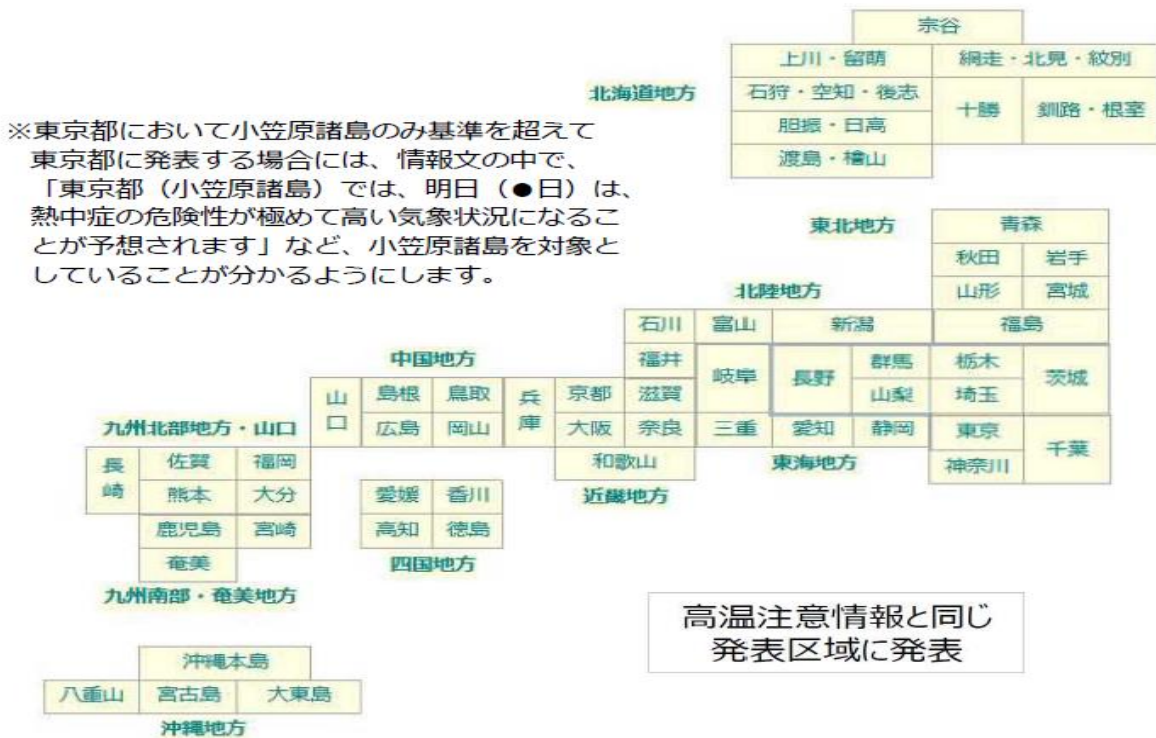 宗谷
上川・留萌
網走・北見・紋別
北海道地方
石狩・空知・後志
十勝
釧路・根室
胆振・日高
渡島・檜山
※東京都において小笠原諸島のみ基準を超えて
東京都に発表する場合には、情報文の中で、
「東京都（小笠原諸島）では、明日（●日）は、
熱中症の危険性が極めて高い気象状況になるこ
とが予想されます」など、小笠原諸島を対象と
していることが分かるようにします。
東北地方
青森
秋田
岩手
山形
宮城
福島
北陸地方
石川
富山
新潟
福井
岐阜
長野
群馬
栃木
茨城
山梨
埼玉
中国地方
山口
島根
鳥取
兵庫
京都
滋賀
広島
岡山
大阪
奈良
三重
愛知
静岡
東京
千葉
神奈川
和歌山
東海地方
近畿地方
九州北部地方・山口
長崎
佐賀
福岡
熊本
大分
鹿児島
宮崎
奄美
九州南部・奄美地方
愛媛
香川
高知
徳島
四国地方
高温注意情報と同じ
発表区域に発表
沖縄本島
八重山
宮古島
大東島
沖縄地方